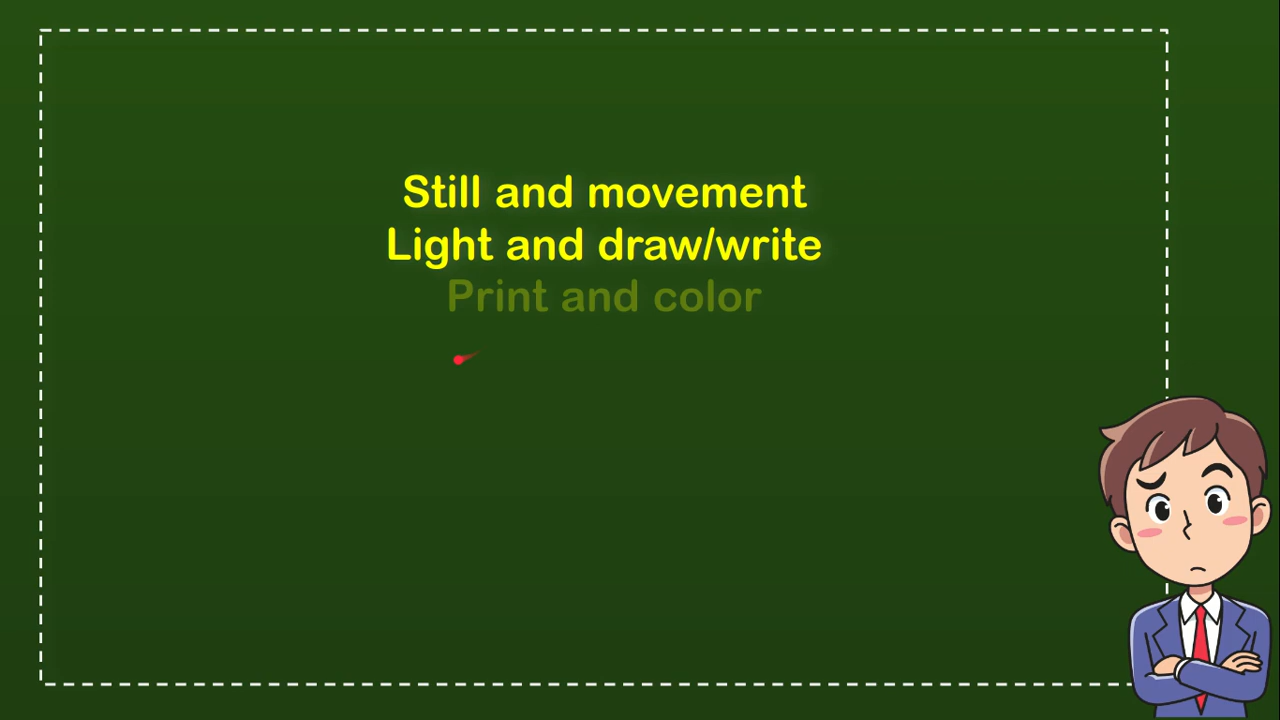 Still and movement
Light and draw/write
Print and color